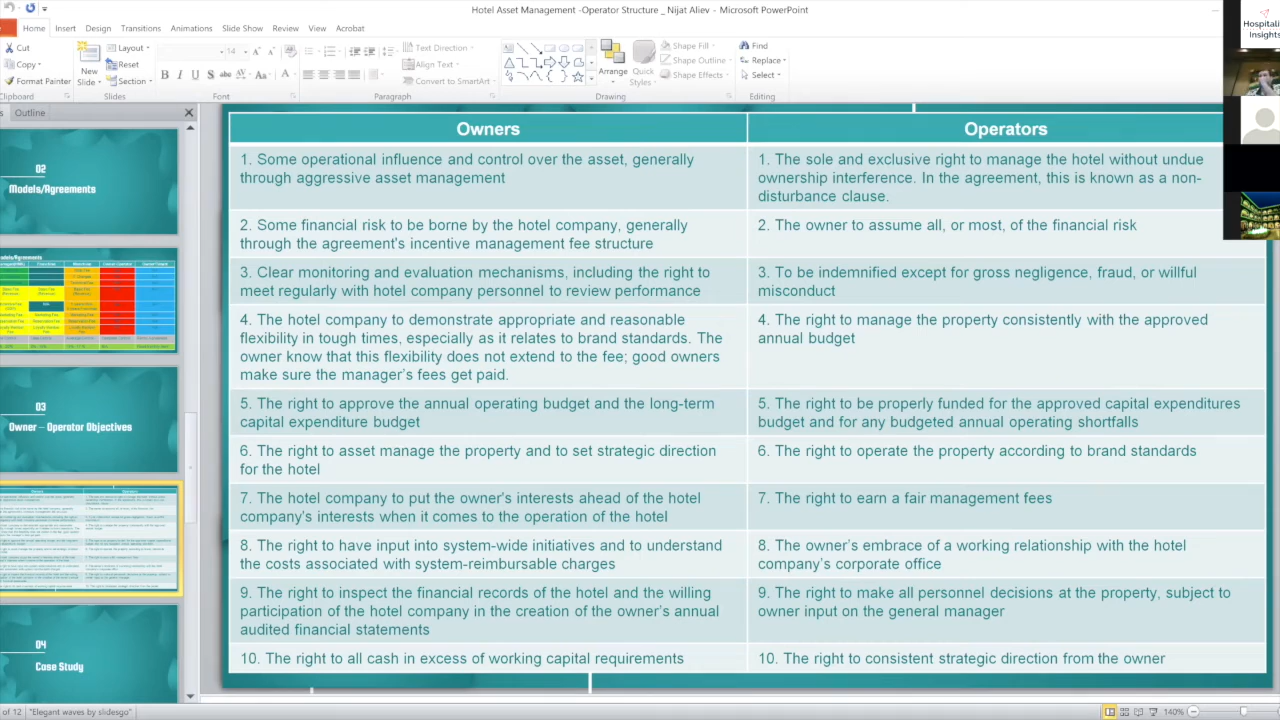 Hotel Asset Management -Operator Structure _ Nijat Aliev - Microsoft PowerPoint
Home Insert Design Transitions Animations Slide Show Review View Acrobat
Cut
Copy
Format Painter
Clipboard
New
Slide
Layout
Reset
Section
Slides
14
Paragraph
Text Direction
Align Text
Convert to SmartArt
Arrange
Quick
Styles
Drawing
Shape Fill
Shape Outline
Shape Effects
Find
Replace
Select
Editing
Hospitali
Insights
Outline
02
Models/Agreements
03
Owner – Operator Objectives
04
Case Study
Owners
Operators
1. Some operational influence and control over the asset, generally
through aggressive asset management
1. The sole and exclusive right to manage the hotel without undue
ownership interference. In the agreement, this is known as a non-
disturbance clause.
2. Some financial risk to be borne by the hotel company, generally
through the agreement's incentive management fee structure
2. The owner to assume all, or most, of the financial risk
3. Clear monitoring and evaluation mechanisms, including the right to
meet regularly with hotel company personnel to review performance
3. To be indemnified except for gross negligence, fraud, or willful
misconduct
4. The hotel company to demonstrate appropriate and reasonable
flexibility in tough times, especially as it relates to brand standards. The
owner know that this flexibility does not extend to the fee; good owners
make sure the manager's fees get paid.
4. The right to manage the property consistently with the approved
annual budget
5. The right to approve the annual operating budget and the long-term
capital expenditure budget
5. The right to be properly funded for the approved capital expenditures
budget and for any budgeted annual operating shortfalls
6. The right to asset manage the property and to set strategic direction
for the hotel
6. The right to operate the property according to brand standards
7. The hotel company to put the owner's interests ahead of the hotel
company's interests when it comes to the operation of the hotel
7. The right to earn a fair management fees
8. The right to have input into systemwide initiatives and to understand
the costs associated with system-reimbursable charges
8. The owner's embrace of a working relationship with the hotel
company's corporate office
9. The right to inspect the financial records of the hotel and the willing
participation of the hotel company in the creation of the owner's annual
audited financial statements
9. The right to make all personnel decisions at the property, subject to
owner input on the general manager
10. The right to all cash in excess of working capital requirements
10. The right to consistent strategic direction from the owner
of 12 "Elegant waves by slidesgo"
140%